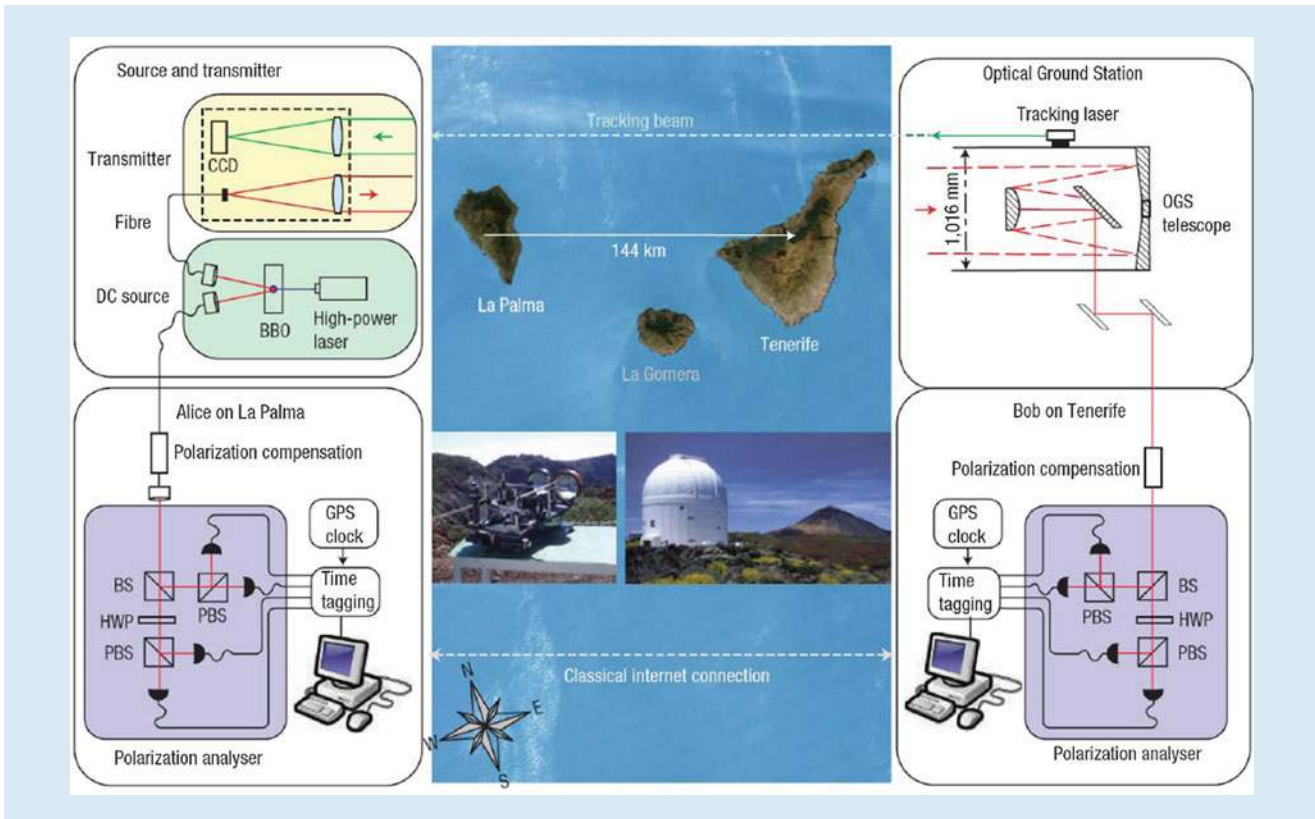 Source and transmitter
CCD
Transmitter
Fibre
DC source
BBO
High-power
laser
Alice on La Palma
Polarization compensation
GPS
clock
BS
Time
tagging
PBS
HWP
PBS
Polarization analyser
Tracking beam
144 km
La Palma
Tenerife
La Gomera
Classical internet connection
N
E
W
S
Optical Ground Station
Tracking laser
1,016 mm
OGS
telescope
Bob on Tenerife
Polarization compensation
GPS
clock
Time
tagging
BS
PBS
HWP
PBS
Polarization analyser